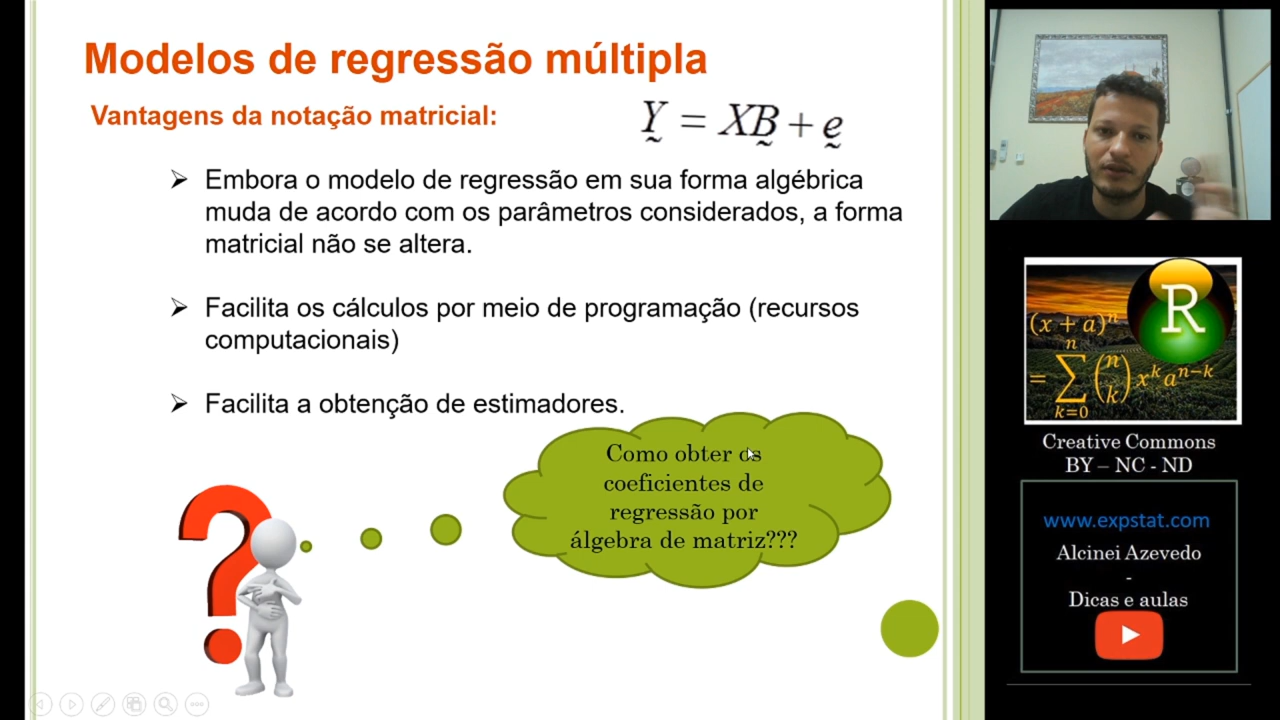 Modelos de regressão múltipla
Vantagens da notação matricial:
Y = XB + e
Embora o modelo de regressão em sua forma algébrica
muda de acordo com os parâmetros considerados, a forma
matricial não se altera.
Facilita os cálculos por meio de programação (recursos
computacionais)
Facilita a obtenção de estimadores.
Como obter os
coeficientes de
regressão por
álgebra de matriz???
R
(x + a)^n
= ∑_{k=0}^{n} (n k) x^k a^{n-k}
Creative Commons
BY – NC - ND
www.expstat.com
Alcinei Azevedo
-
Dicas e aulas